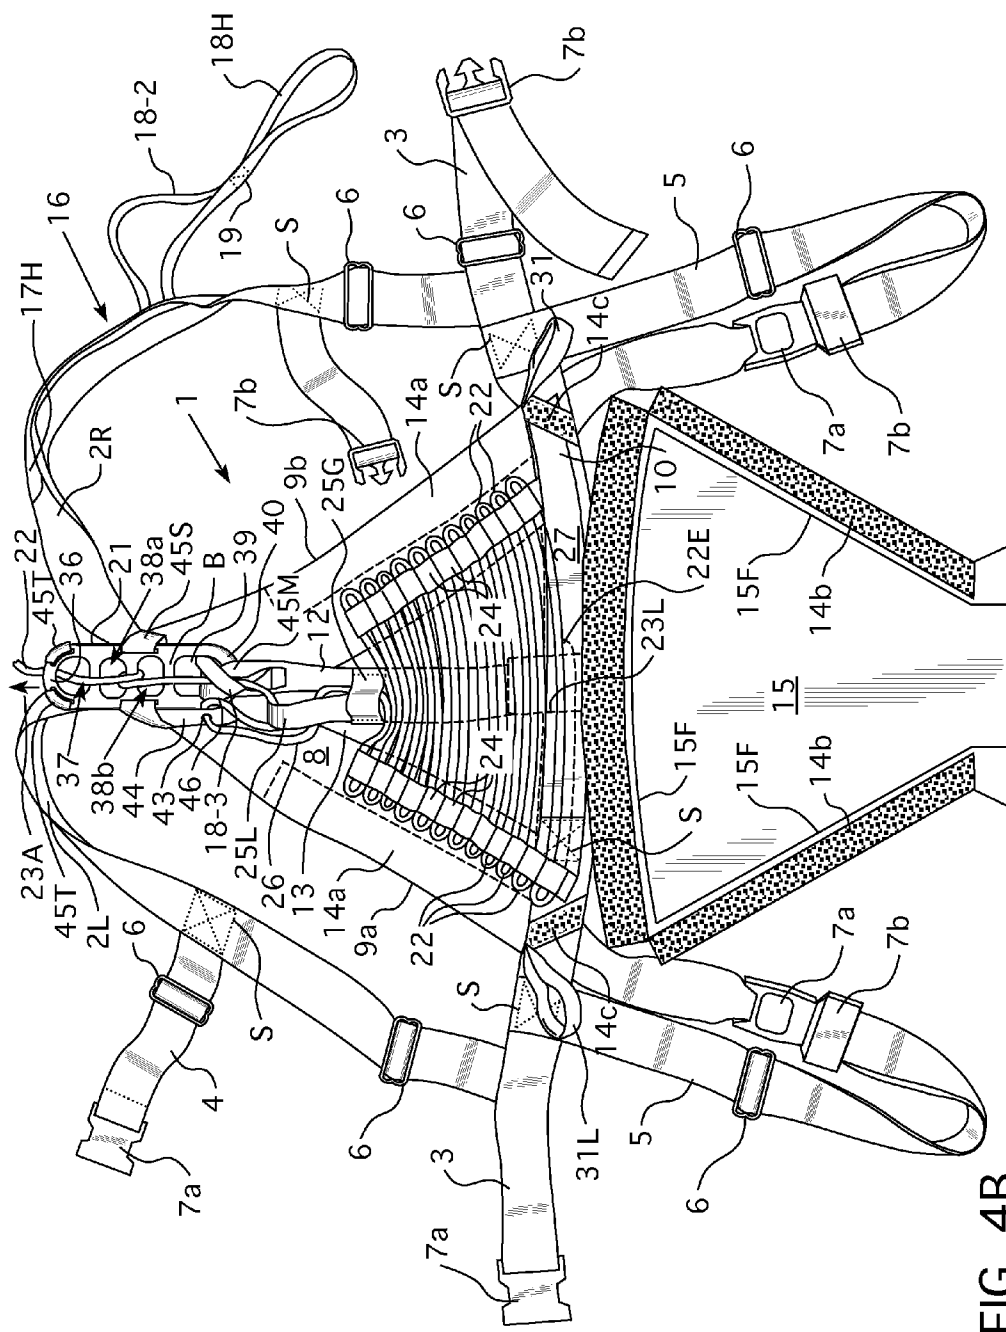 7a
6
4
45T
2L
23A
22
45T
36
17H
16
18-2
18H
37
38b
44
43
46
18-3
25L
26
13
14a
9a
21
38a
45S
B
39
40
45M
12
2R
1
19
S
6
7b
25G
9b
14a
S
22
8
S
6
3
7a
24
24
22
6
3
7b
S
S
31
14c
31L
14c
10
27
22E
23L
5
5
6
6
7a
7b
S
15F
15F
14b
15
15F
14b
7a
7b
FIG. 4B